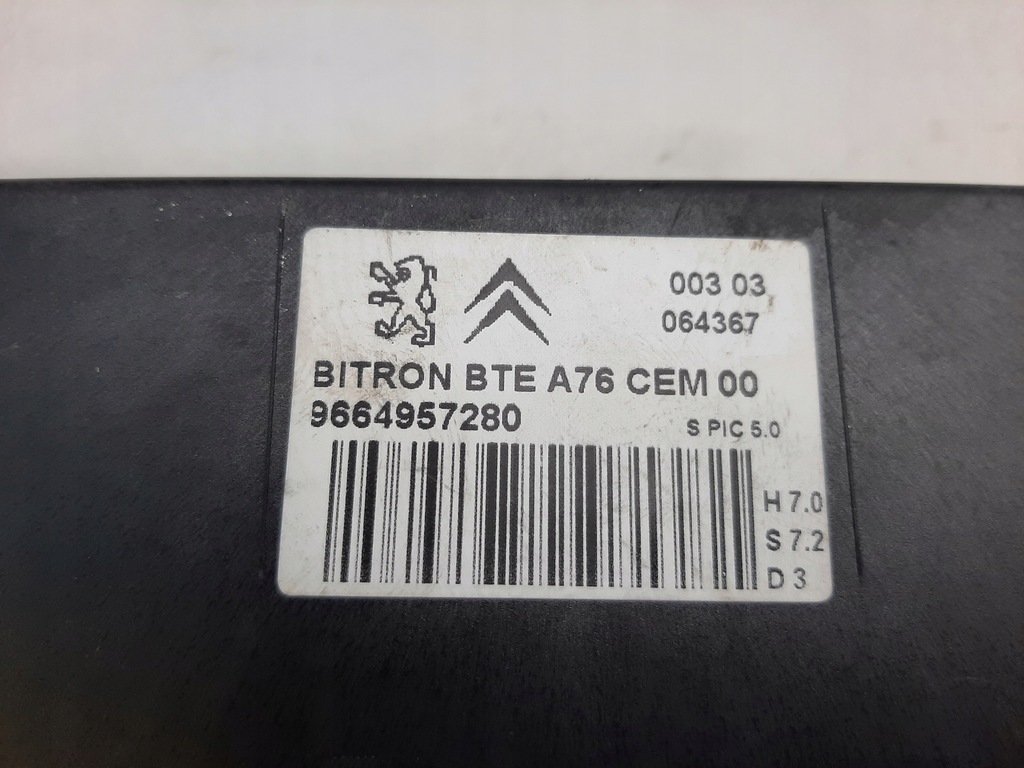 003 03
064367
BITRON BTE A76 CEM 00
9664957280
S PIC 5.0
H 7.0
S 7.2
D 3